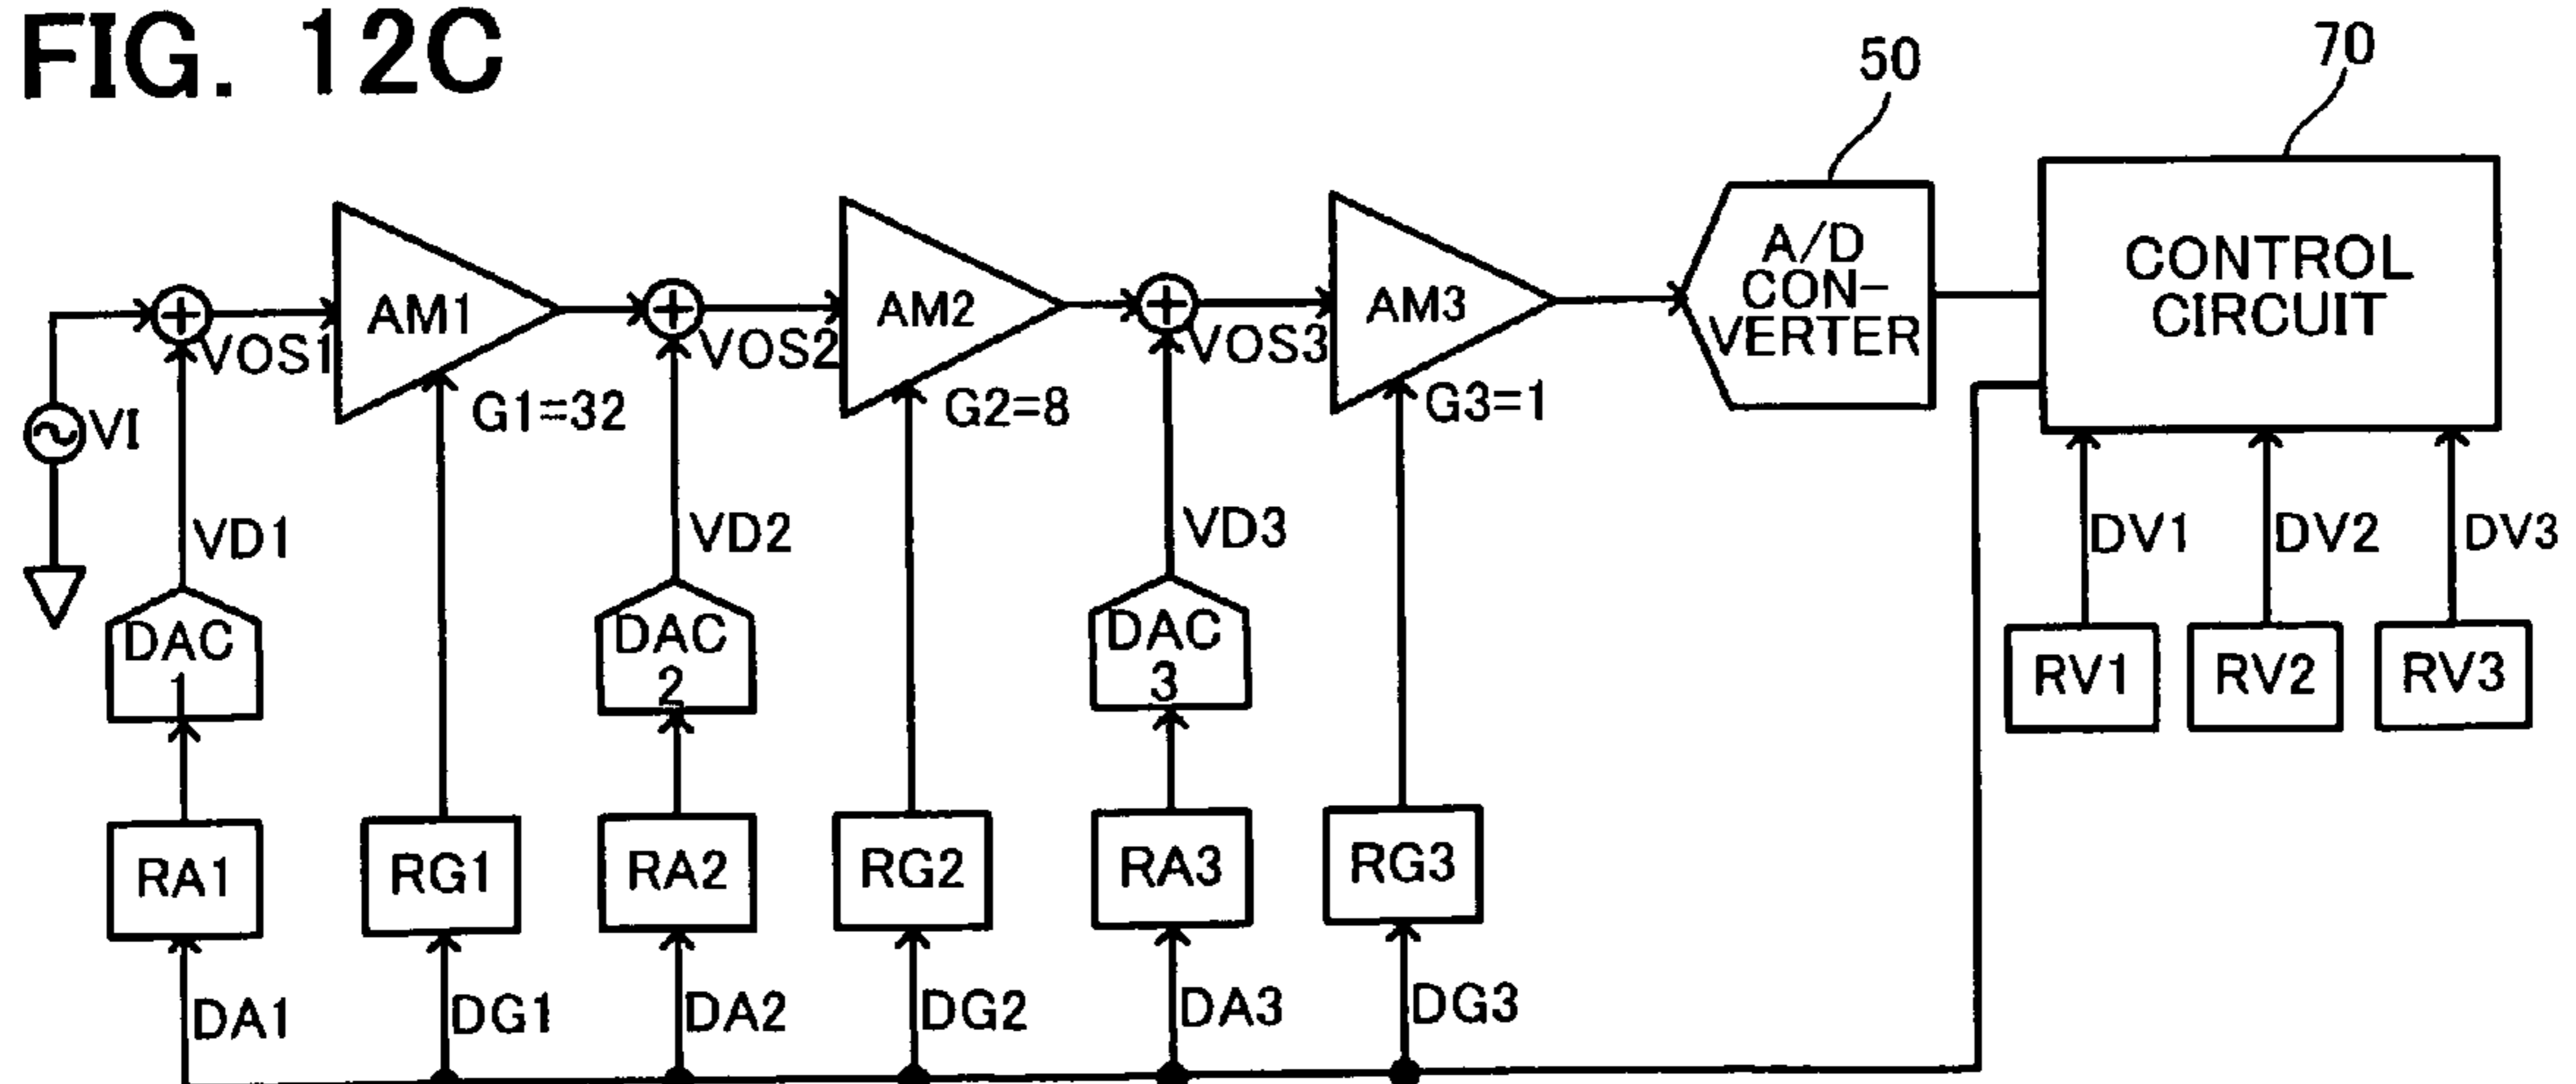 FIG. 12C
50
70
A/D
CON-
VERTER
CONTROL
CIRCUIT
AM1
AM2
AM3
VOS1
VOS2
VOS3
VI
G1=32
G2=8
G3=1
VD1
VD2
VD3
DV1
DV2
DV3
DAC
1
DAC
2
DAC
3
RV1
RV2
RV3
RA1
RG1
RA2
RG2
RA3
RG3
DA1
DG1
DA2
DG2
DA3
DG3